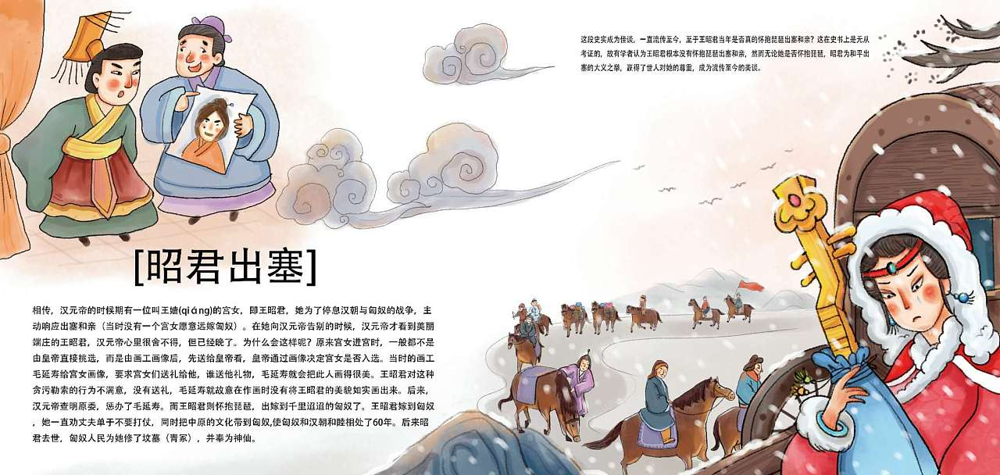 [昭君出塞]
相传，汉元帝的时候期有一位叫王嫱(qiáng)的宫女，即王昭君，她为了停息汉朝与匈奴的战争，主
动响应出塞和亲（当时没有一个宫女愿意远嫁匈奴）。在她向汉元帝告别的时候，汉元帝才看到美丽
端庄的王昭君，汉元帝心里很舍不得，但已经晚了。为什么会这样呢？原来宫女进宫时，一般都不是
由皇帝直接挑选，而是由画工画像后，先送给皇帝看，皇帝通过画像决定宫女是否入选。当时的画工
毛延寿给宫女画像，要求宫女们送礼给他，谁送他礼物，毛延寿就会把此人画得很美。王昭君对这种
贪污勒索的行为不满意，没有送礼，毛延寿就故意在作画时没有将王昭君的美貌如实画出来。后来，
汉元帝查明原委，惩办了毛延寿。而王昭君则怀抱琵琶，出嫁到千里迢迢的匈奴了。王昭君嫁到匈奴
，她一直劝丈夫单于不要打仗，同时把中原的文化带到匈奴,使匈奴和汉朝和睦相处了60年。后来昭
君去世，匈奴人民为她修了坟墓（青冢），并奉为神仙。
这段史实成为佳谈，一直流传至今，至于王昭君当年是否真的怀抱琵琶出塞和亲？这在史书上是无从
考证的，故有学者认为王昭君根本没有怀抱琵琶出塞和亲，然而无论她是否怀抱琵琶，昭君为和平出
塞的大义之举，赢得了世人对她的尊重，成为流传至今的美谈。